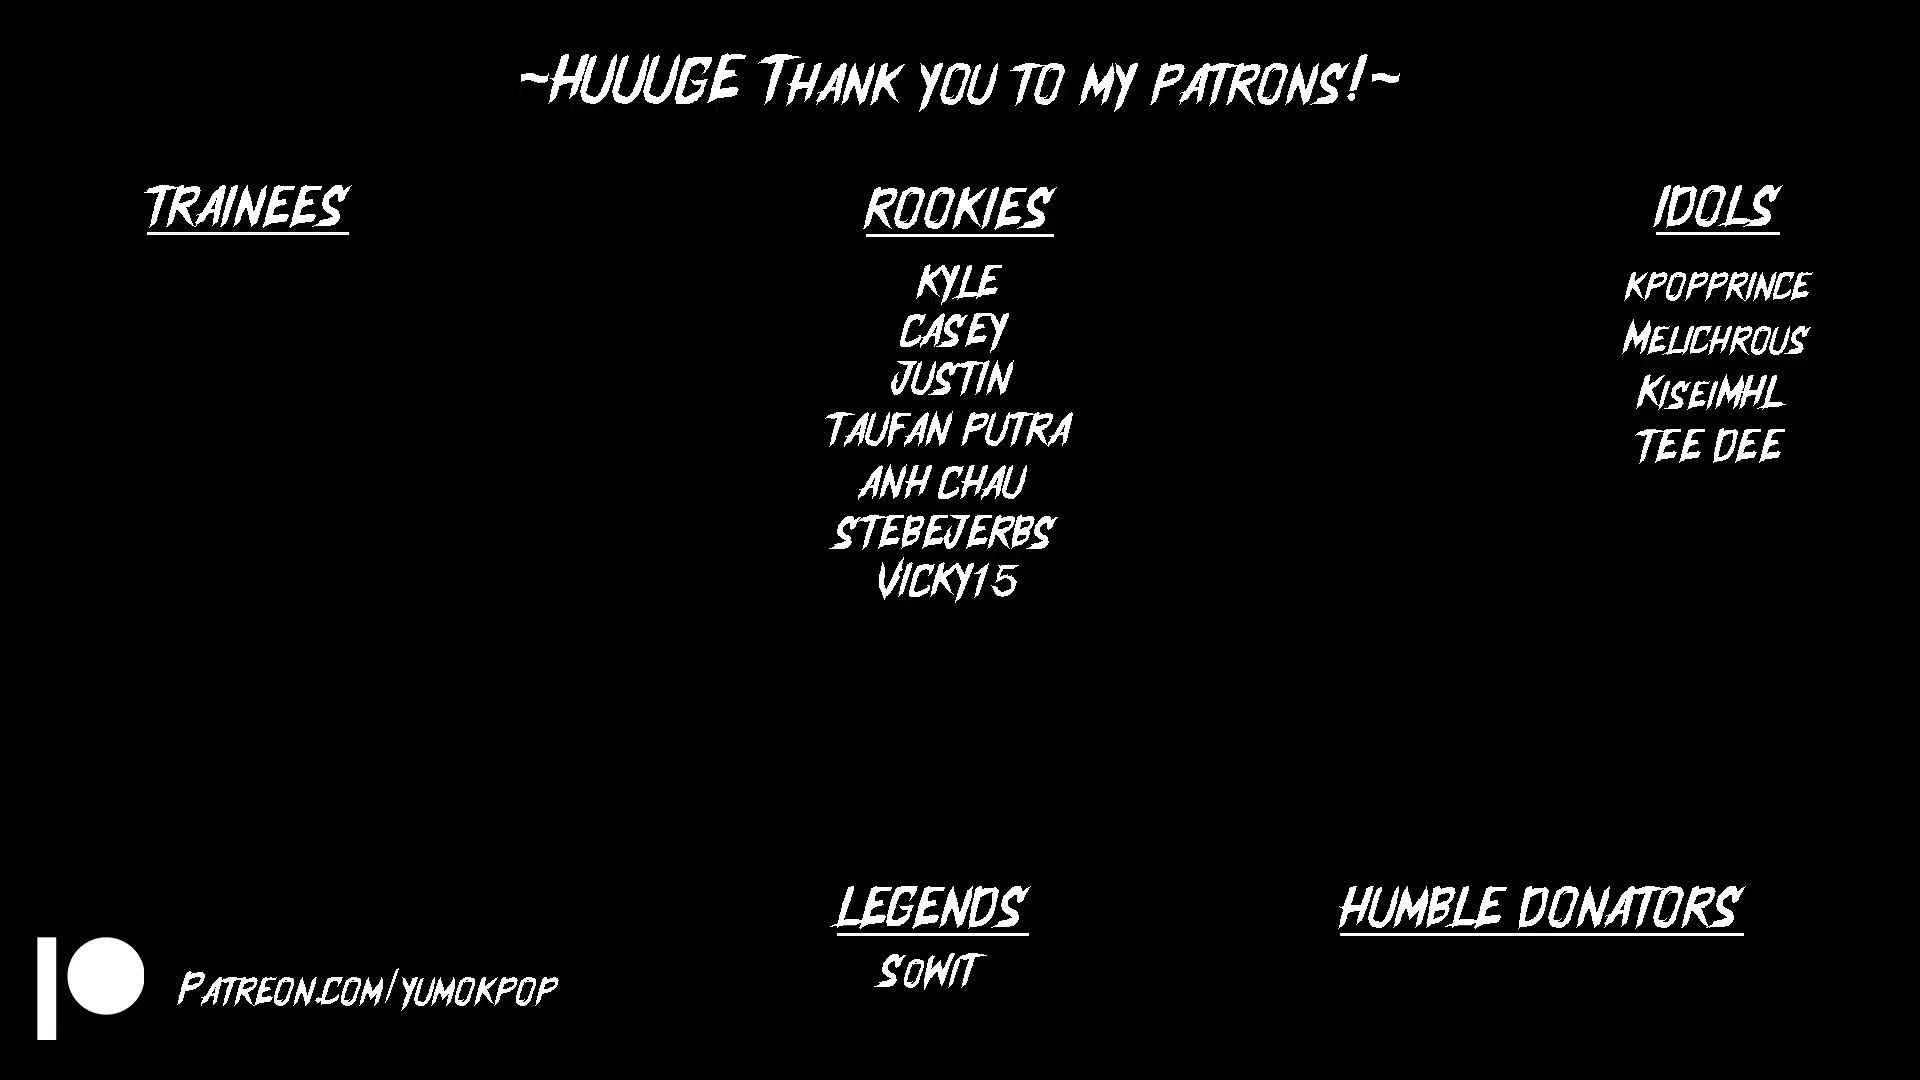 ~HUUUGE THANK YOU TO MY PATRONS!~
TRAINEES
ROOKIES
KYLE
CASEY
JUSTIN
TAUFAN PUTRA
ANH CHAU
STEBEJERBS
VICKY15
IDOLS
KPOPPRINCE
MELICHROUS
KISEIMHL
TEE DEE
LEGENDS
SOWIT
HUMBLE DONATORS
PATREON.COM/YUMOKPOP